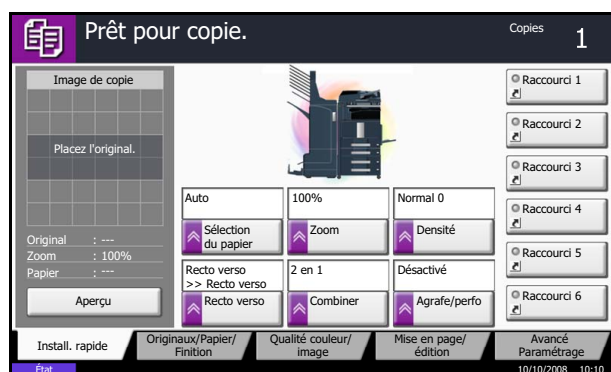 Prêt pour copie.
Copies
1
Image de copie
Placez l'original.
Original : ---
Zoom : 100%
Papier : ---
Aperçu
Auto
Sélection
du papier
100%
Zoom
Normal 0
Densité
Recto verso
>> Recto verso
Recto verso
2 en 1
Combiner
Désactivé
Agrafe/perfo
Raccourci 1
Raccourci 2
Raccourci 3
Raccourci 4
Raccourci 5
Raccourci 6
Install. rapide
Originaux/Papier/
Finition
Qualité couleur/
image
Mise en page/
édition
Avancé
Paramétrage
État
10/10/2008 10:10